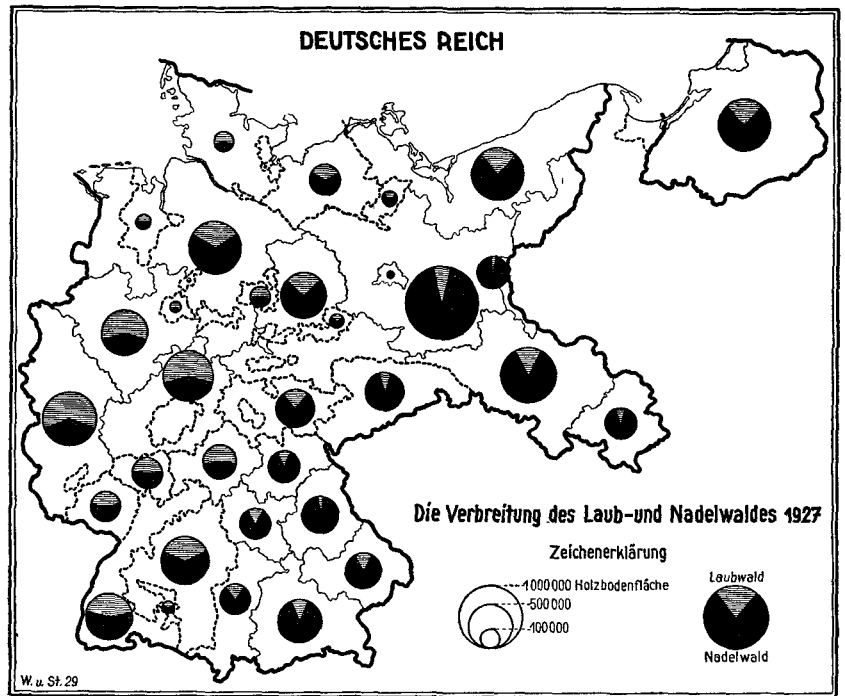 DEUTSCHES REICH
Die Verbreitung des Laub-und Nadelwaldes 1927
Zeichenerklärung
1000000 Holzbodenfläche
500000
100000
Laubwald
Nadelwald
W. u. St. 29